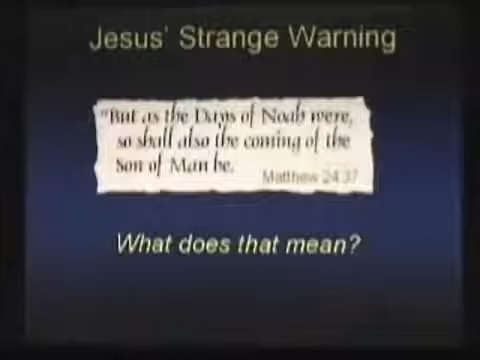 Jesus' Strange Warning
"But as the Days of Noah were,
so shall also the coming of the
Son of Man be.
Matthew 24:37
What does that mean?